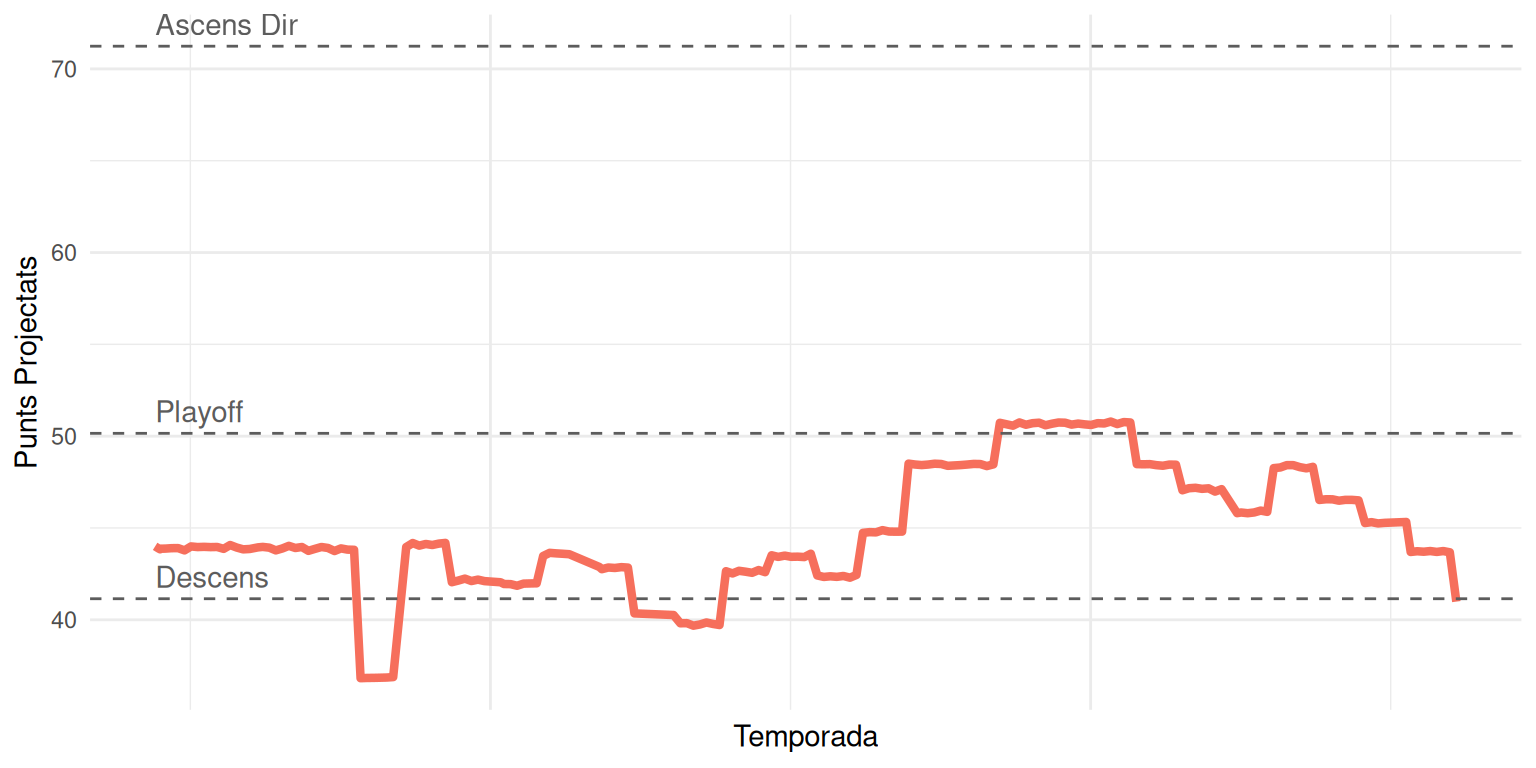 Ascens Dir
70
60
Playoff
50
Descens
40
Punts Projectats
Temporada